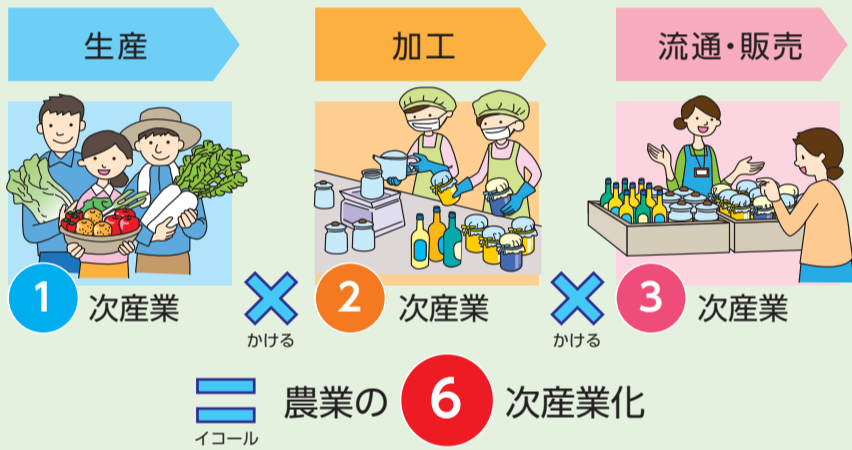 生産
加工
流通・販売
1次産業
×
かける
2次産業
×
かける
3次産業
=
イコール
農業の6次産業化